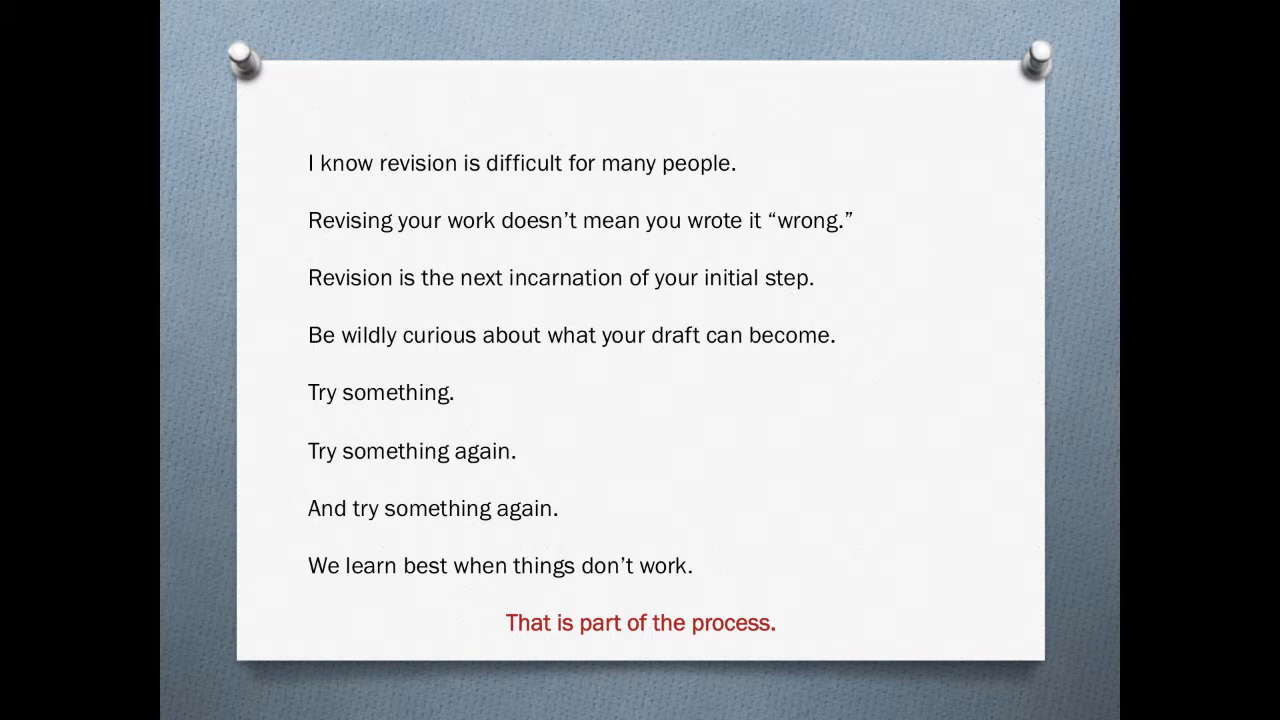 I know revision is difficult for many people.
Revising your work doesn’t mean you wrote it “wrong.”
Revision is the next incarnation of your initial step.
Be wildly curious about what your draft can become.
Try something.
Try something again.
And try something again.
We learn best when things don’t work.
That is part of the process.